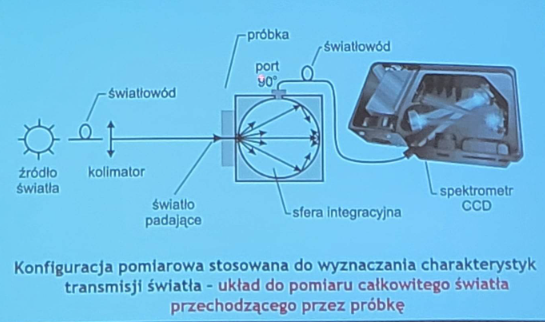 próbka
port
90°
światłowód
światłowód
źródło
światła
kolimator
światło
padające
sfera integracyjna
spektrometr
CCD
Konfiguracja pomiarowa stosowana do wyznaczania charakterystyk
transmisji światła - układ do pomiaru całkowitego światła
przechodzącego przez próbkę